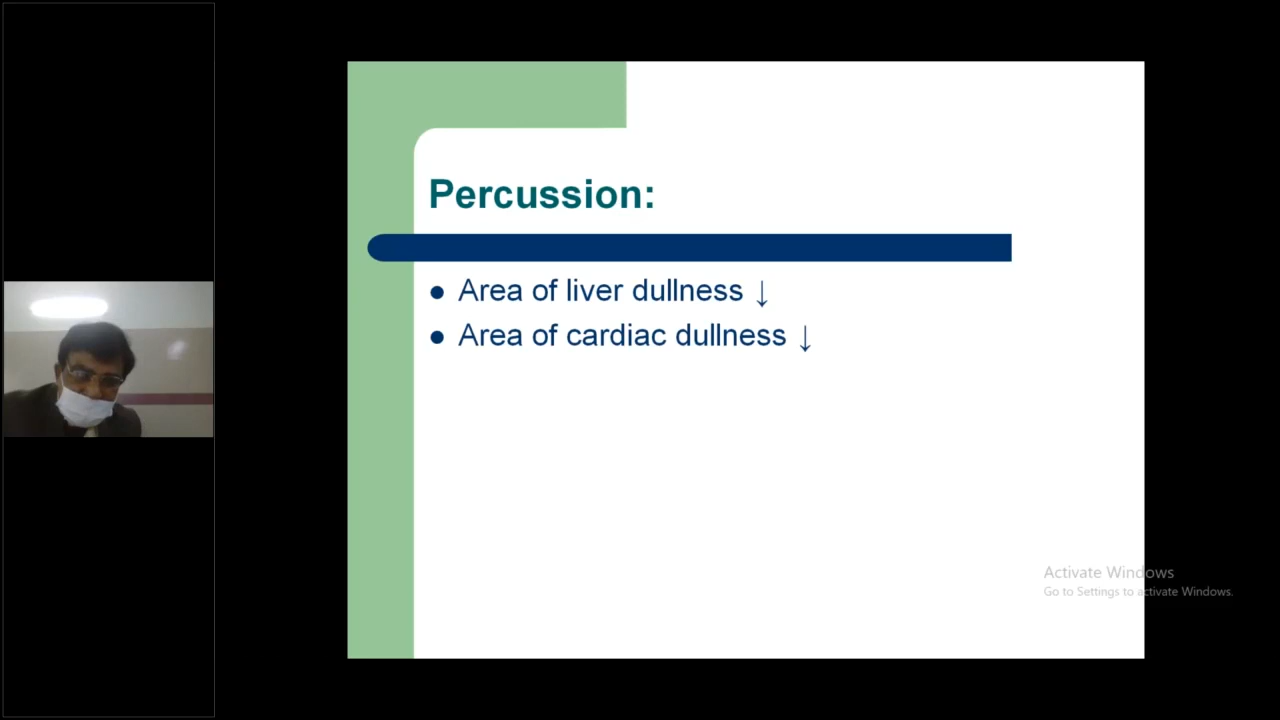 Percussion:
● Area of liver dullness ↓
● Area of cardiac dullness ↓
Activate Windows
Go to Settings to activate Windows.